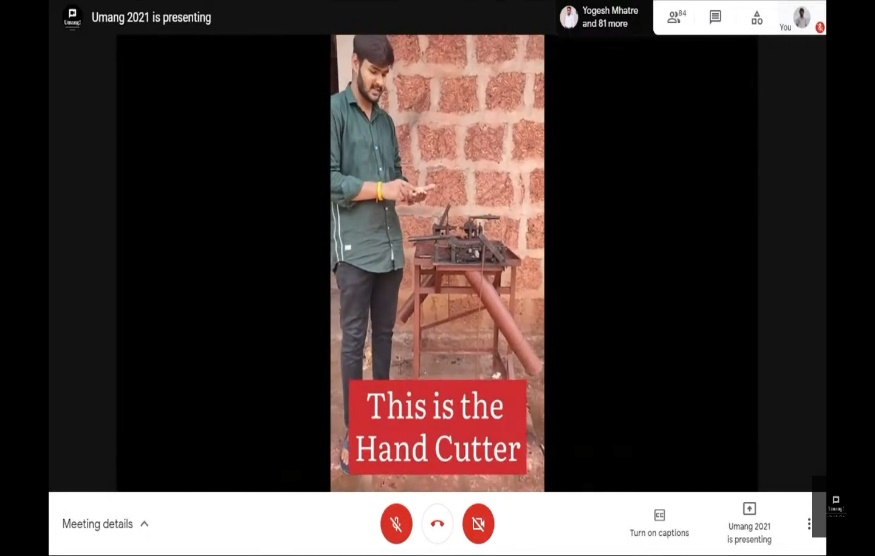 Umang 2021 is presenting
Yogesh Mhatre
and 81 more
84
You
This is the
Hand Cutter
Meeting details
CC
Turn on captions
Umang 2021
is presenting